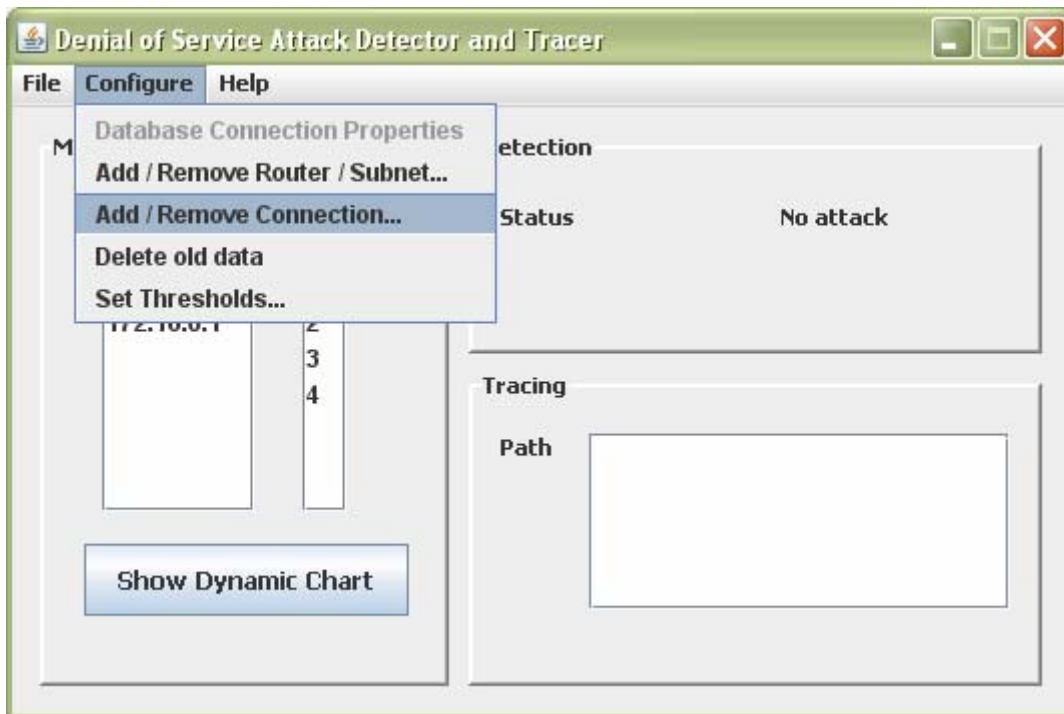 Denial of Service Attack Detector and Tracer
File Configure Help
Database Connection Properties
Add / Remove Router / Subnet...
Add / Remove Connection...
Delete old data
Set Thresholds...
etection
Status No attack
2
3
4
Show Dynamic Chart
Tracing
Path